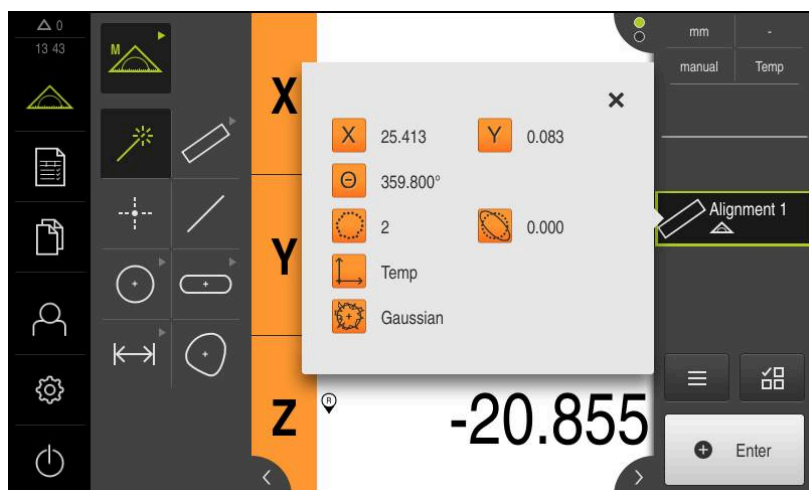 0
13 43
M
X
Y
Z
R
-20.855
X 25.413 Y 0.083
Θ 359.800°
2 0.000
Temp
Gaussian
mm -
manual Temp
Alignment 1
Enter